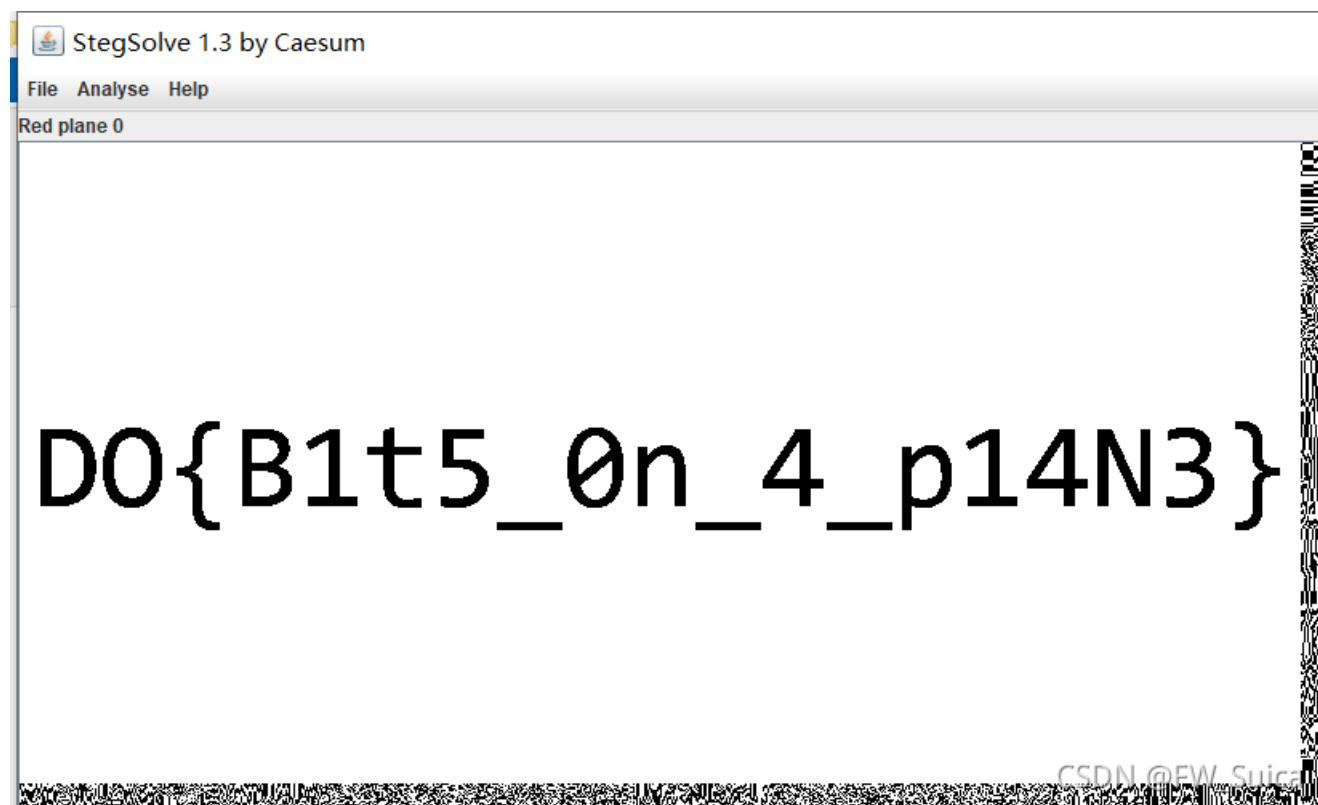 StegSolve 1.3 by Caesum
File Analyse Help
Red plane 0
DO{B1t5_0n_4_p14N3}
CSDN @FW_Suica